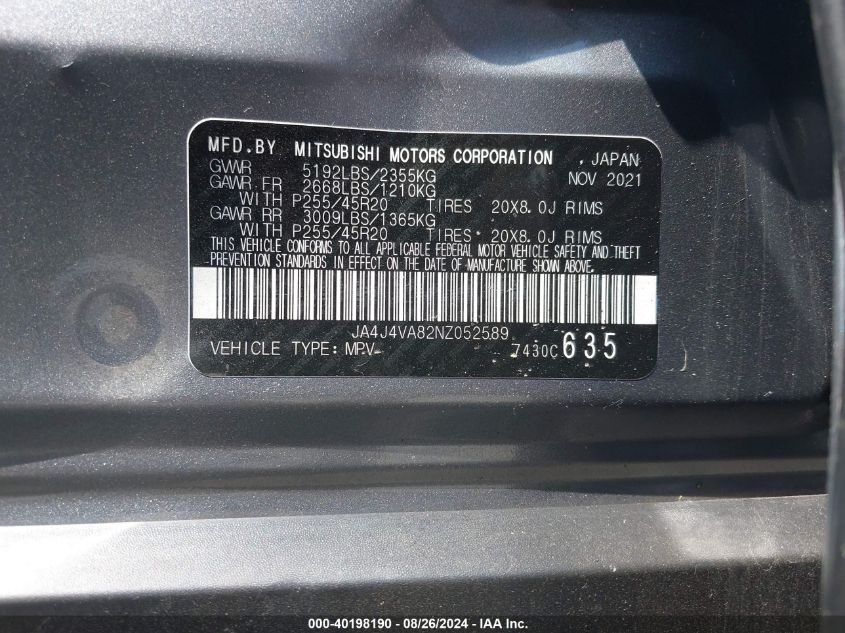 MFD.BY MITSUBISHI MOTORS CORPORATION , JAPAN
GVWR 5192LBS/2355KG NOV 2021
GAWR FR 2668LBS/1210KG
WITH P255/45R20 TIRES 20X8.0J RIMS
GAWR RR 3009LBS/1365KG
WITH P255/45R20 TIRES 20X8.0J RIMS
THIS VEHICLE CONFORMS TO ALL APPLICABLE FEDERAL MOTOR VEHICLE SAFETY AND THEFT
PREVENTION STANDARDS IN EFFECT ON THE DATE OF MANUFACTURE SHOWN ABOVE.
JA4J4VA82NZ052589
VEHICLE TYPE: MPV 7430C 635
000-40198190 - 08/26/2024 - IAA Inc.